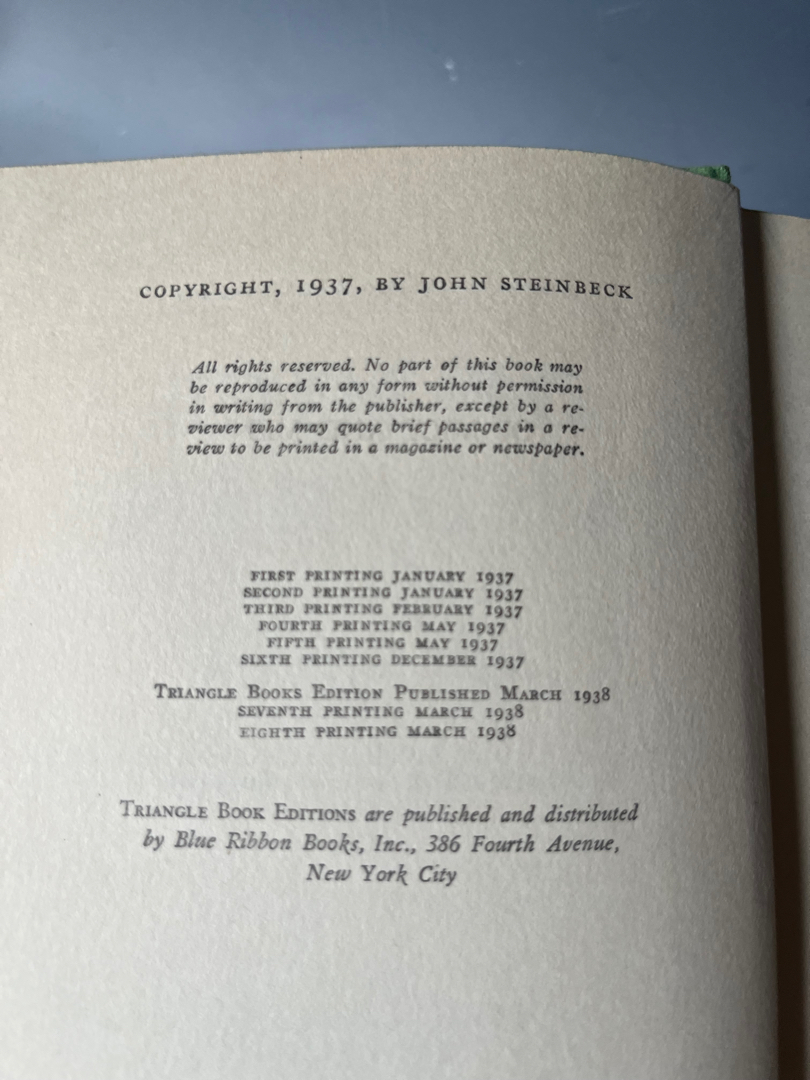 COPYRIGHT, 1937, BY JOHN STEINBECK
All rights reserved. No part of this book may
be reproduced in any form without permission
in writing from the publisher, except by a re-
viewer who may quote brief passages in a re-
view to be printed in a magazine or newspaper.
FIRST PRINTING JANUARY 1937
SECOND PRINTING JANUARY 1937
THIRD PRINTING FEBRUARY 1937
FOURTH PRINTING MAY 1937
FIFTH PRINTING MAY 1937
SIXTH PRINTING DECEMBER 1937
TRIANGLE BOOKS EDITION PUBLISHED MARCH 1938
SEVENTH PRINTING MARCH 1938
EIGHTH PRINTING MARCH 1938
TRIANGLE BOOK EDITIONS are published and distributed
by Blue Ribbon Books, Inc., 386 Fourth Avenue,
New York City